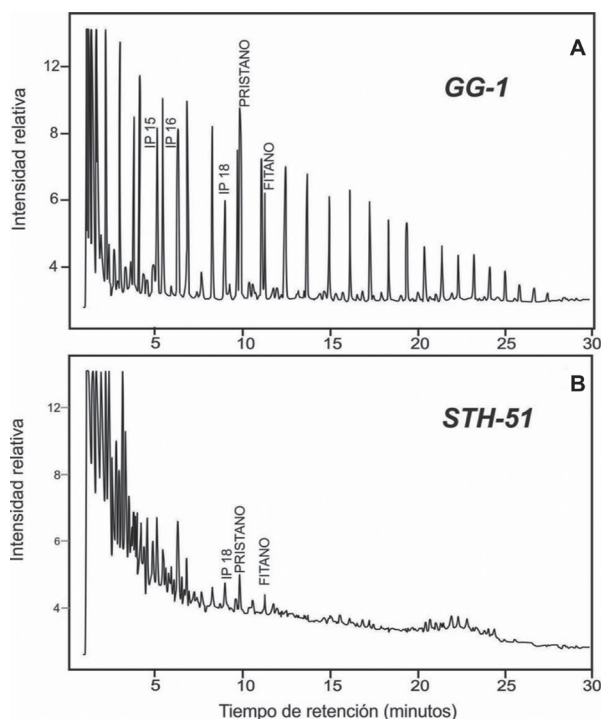 A
GG-1
Intensidad relativa
12
8
6
4
IP 15
IP 16
IP 18
PRISTANO
FITANO
5
10
15
20
25
30
B
STH-51
Intensidad relativa
12
8
6
4
IP 18
PRISTANO
FITANO
5
10
15
20
25
30
Tiempo de retención (minutos)